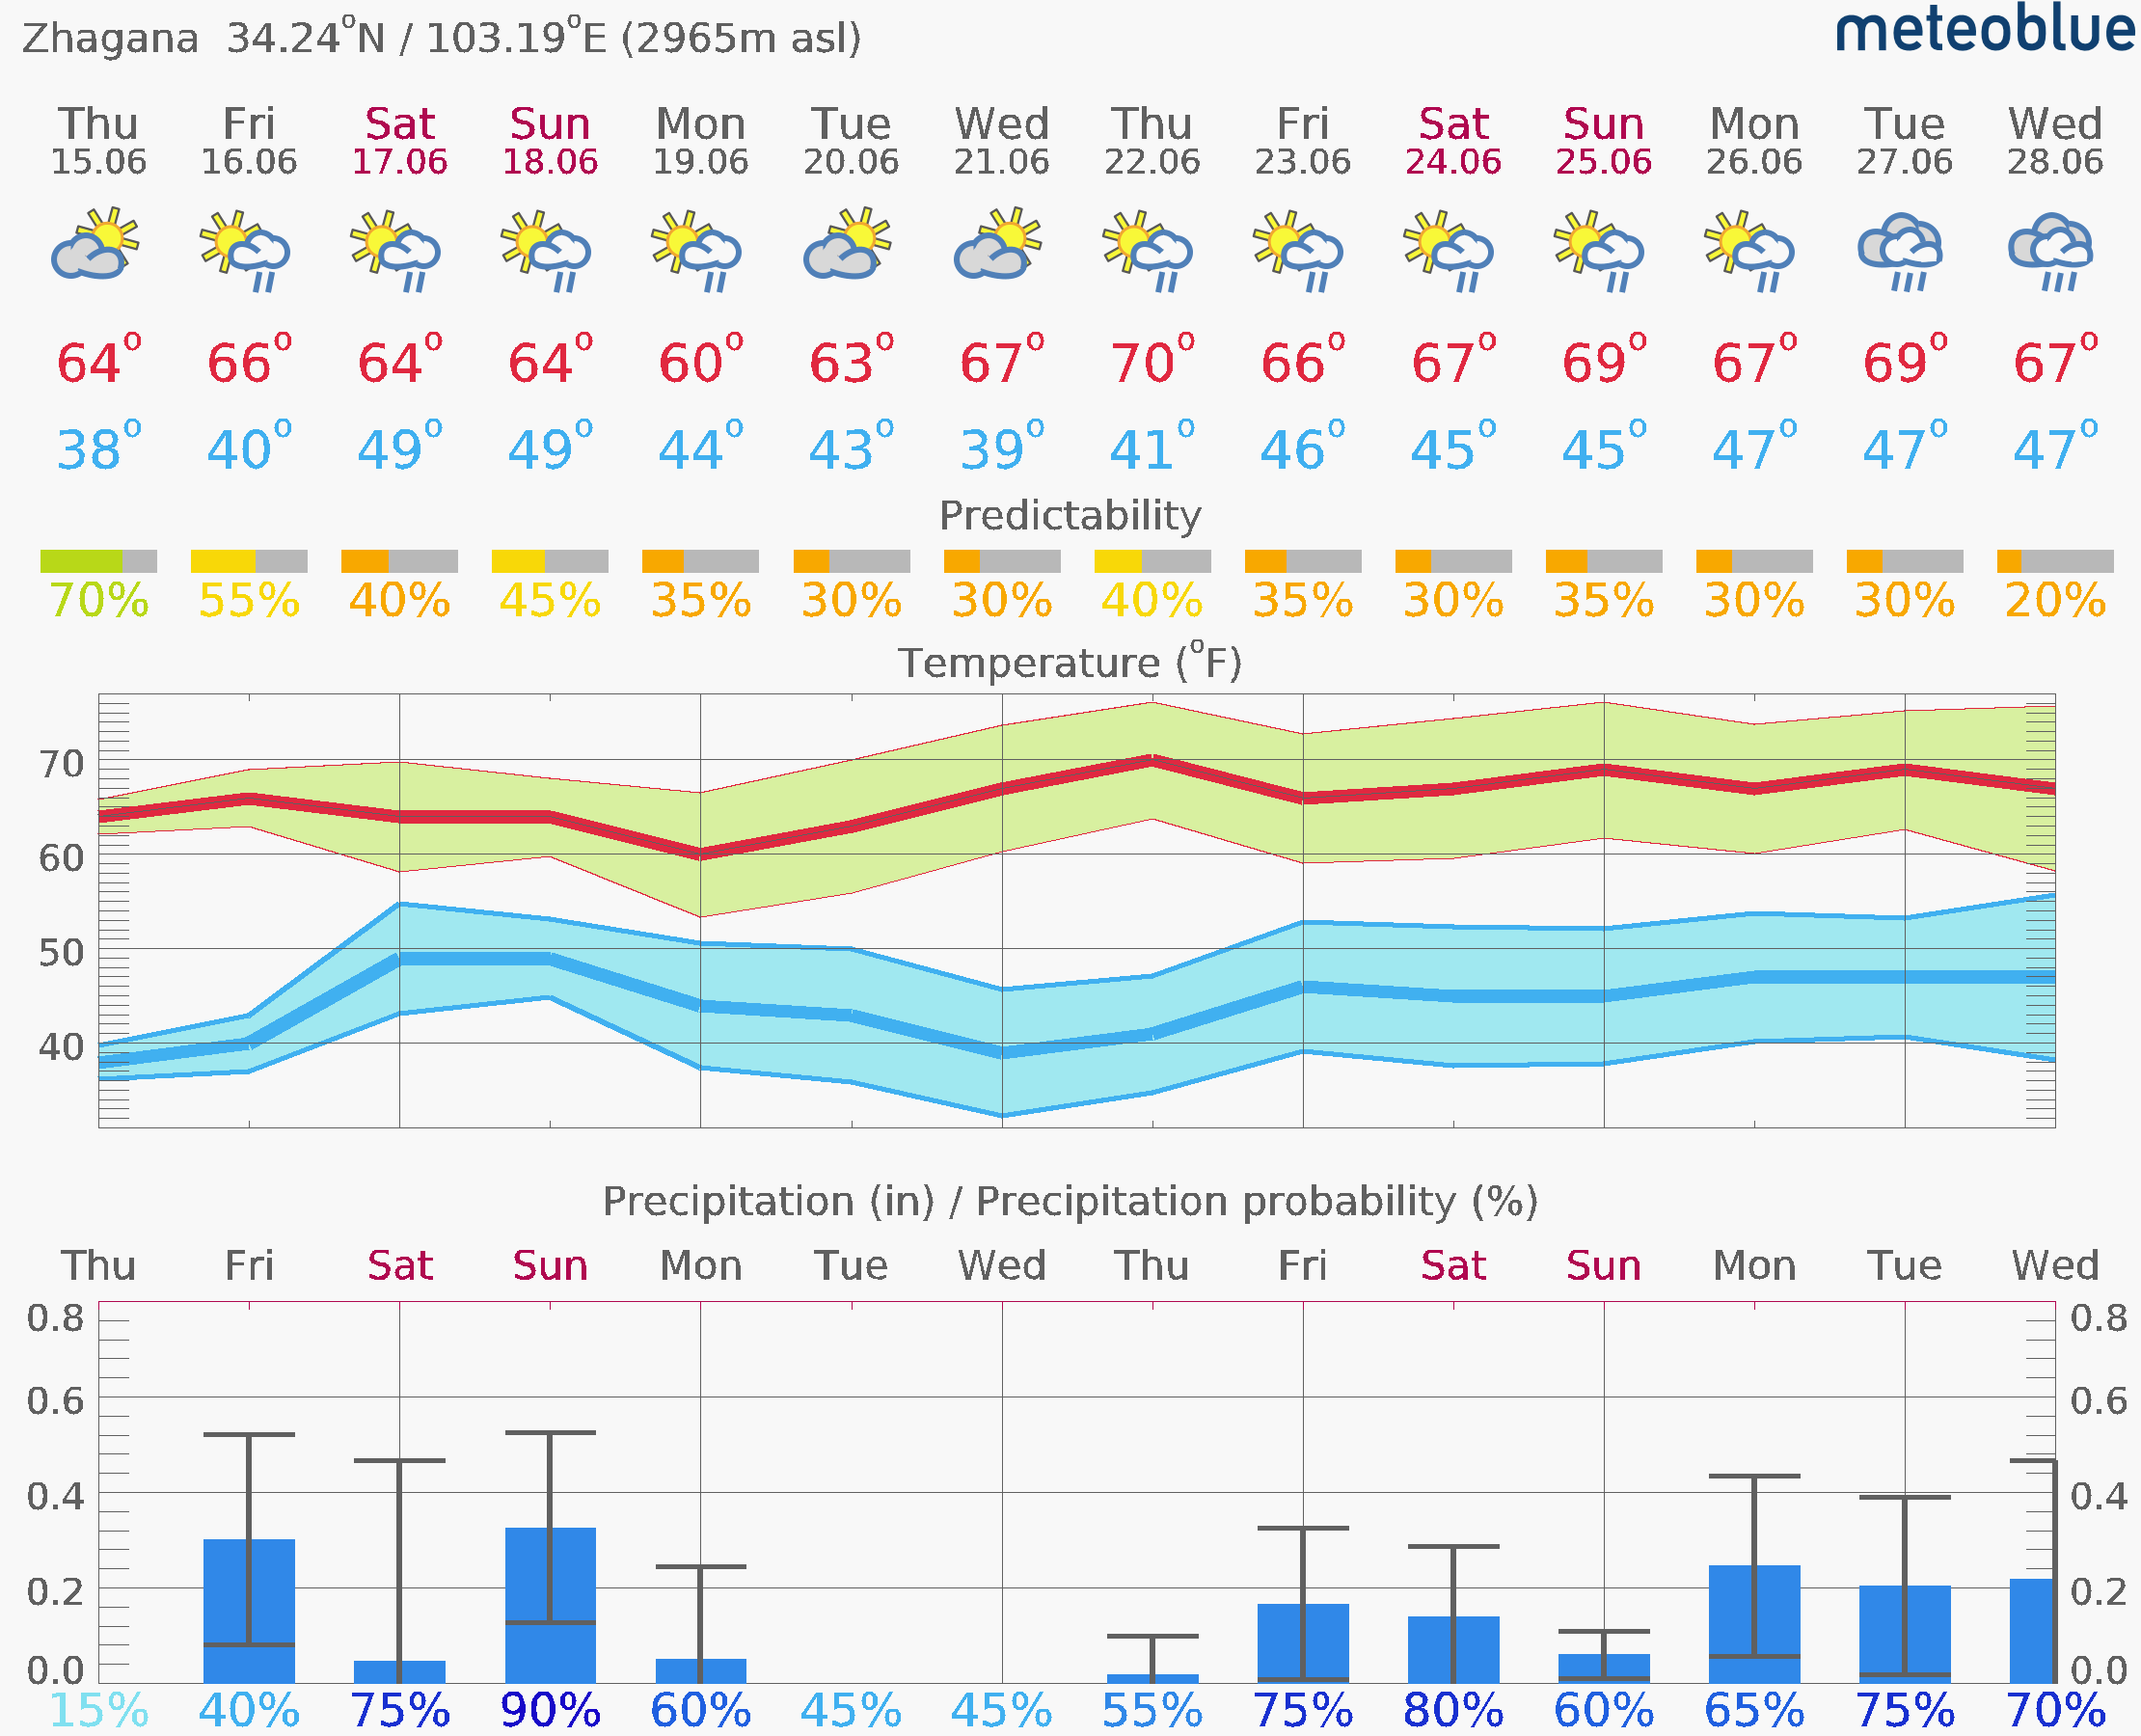 Zhagana 34.24°N / 103.19°E (2965m asl)
meteoblue
Thu Fri Sat Sun Mon Tue Wed Thu Fri Sat Sun Mon Tue Wed
15.06 16.06 17.06 18.06 19.06 20.06 21.06 22.06 23.06 24.06 25.06 26.06 27.06 28.06
64° 66° 64° 64° 60° 63° 67° 70° 66° 67° 69° 67° 69° 67°
38° 40° 49° 49° 44° 43° 39° 41° 46° 45° 45° 47° 47° 47°
Predictability
70% 55% 40% 45% 35% 30% 30% 40% 35% 30% 35% 30% 30% 20%
Temperature (°F)
70
60
50
40
Precipitation (in) / Precipitation probability (%)
Thu Fri Sat Sun Mon Tue Wed Thu Fri Sat Sun Mon Tue Wed
0.8 0.8
0.6 0.6
0.4 0.4
0.2 0.2
0.0 0.0
15% 40% 75% 90% 60% 45% 45% 55% 75% 80% 60% 65% 75% 70%